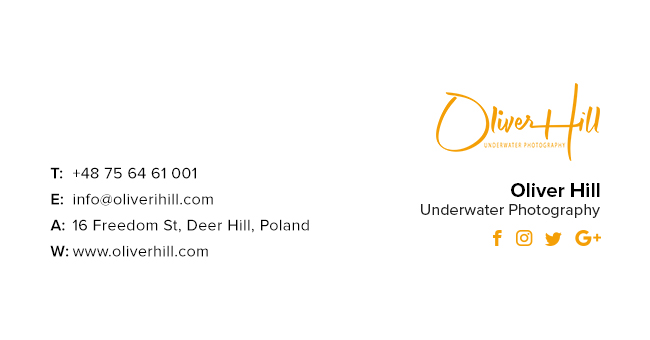 T: +48 75 64 61 001
E: info@oliverihill.com
A: 16 Freedom St, Deer Hill, Poland
W: www.oliverhill.com
Oliver Hill
UNDERWATER PHOTOGRAPHY
Oliver Hill
Underwater Photography
G+